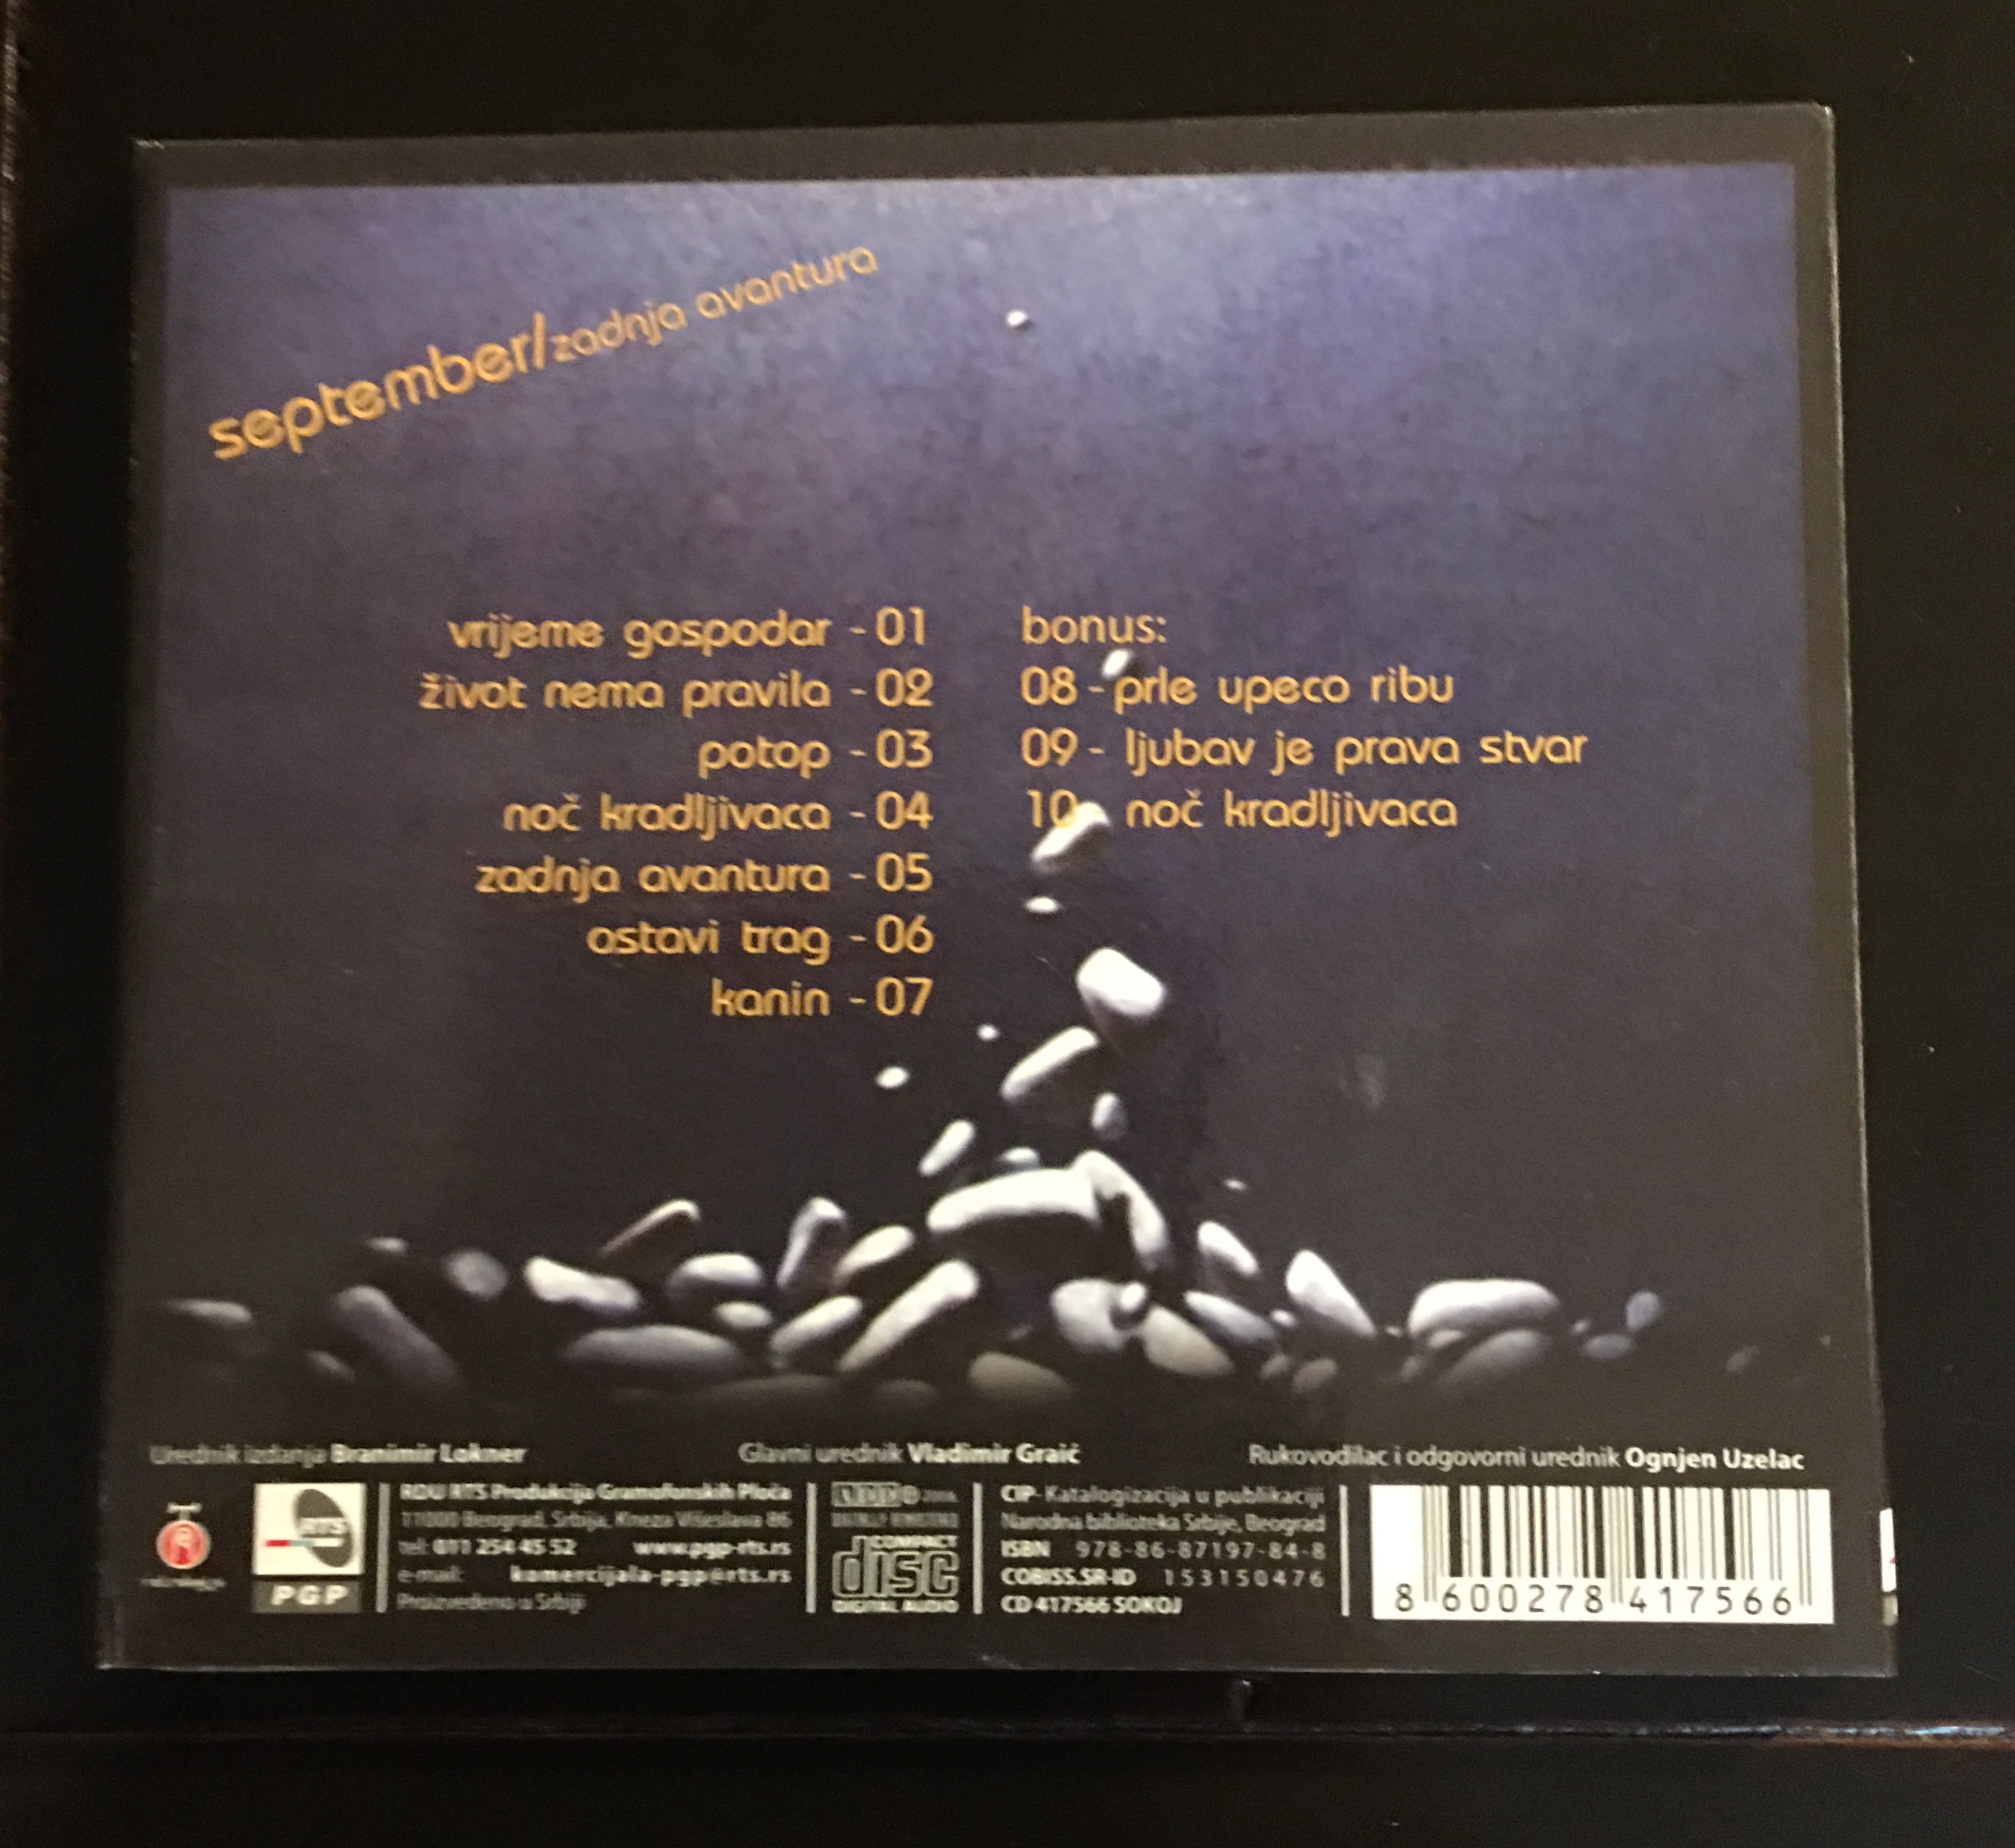 september/zadnja avantura
vrijeme gospodar - 01
život nema pravila - 02
potop - 03
noč kradljivaca - 04
zadnja avantura - 05
ostavi trag - 06
kanin - 07
bonus:
08 - prle upeco ribu
09 - ljubav je prava stvar
10 - noč kradljivaca
Urednik izdanja Branimir Lokner
Glavni urednik Vladimir Graić
Rukovodilac i odgovorni urednik Ognjen Uzelac
RTS
PGP
RDU RTS Produkcija Gramofonskih Ploča
11000 Beograd, Srbija, Kneza Višeslava 86
tel: 011 254 45 52 www.pgp-rts.rs
e-mail: komercijala-pgp@rts.rs
Proizvedeno u Srbiji
COMPACT
disc
DIGITAL AUDIO
CIP- Katalogizacija u publikaciji
Narodna biblioteka Srbije, Beograd
ISBN 978-86-87197-84-8
COBISS.SR-ID 153150476
CD 417566 SOKOJ
8 600278 417566